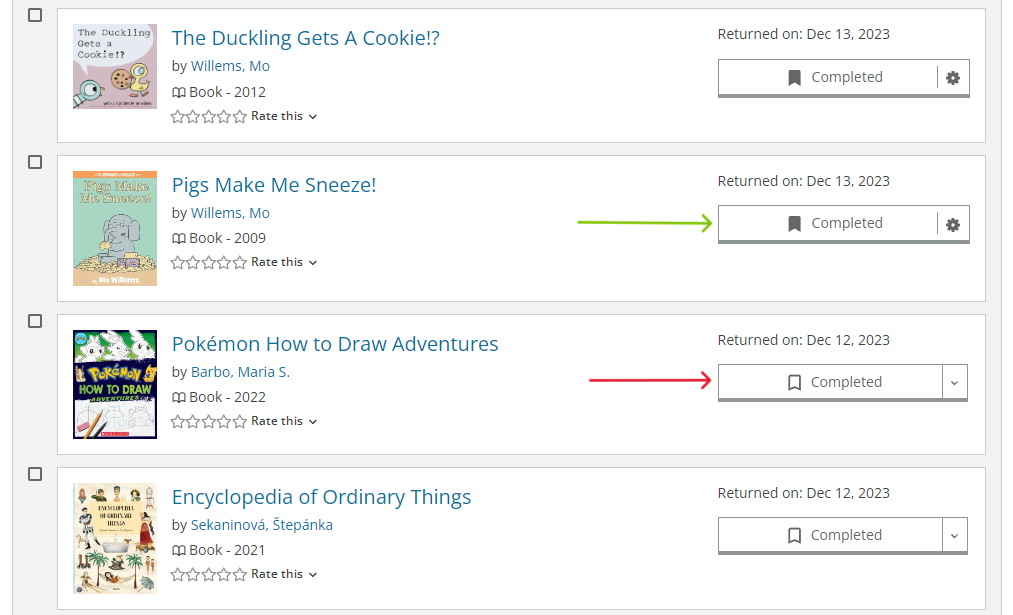 The Duckling
Gets a
Cookie!?
The Duckling Gets A Cookie!?
by Willems, Mo
Book - 2012
Rate this
Returned on: Dec 13, 2023
Completed
Pigs Make
Me Sneeze!
by Mo Willems
Pigs Make Me Sneeze!
by Willems, Mo
Book - 2009
Rate this
Returned on: Dec 13, 2023
Completed
POKÉMON
HOW TO DRAW
ADVENTURES
SCHOLASTIC
Pokémon How to Draw Adventures
by Barbo, Maria S.
Book - 2022
Rate this
Returned on: Dec 12, 2023
Completed
ENCYCLOPEDIA
OF ORDINARY
THINGS
Encyclopedia of Ordinary Things
by Sekaninová, Štepánka
Book - 2021
Rate this
Returned on: Dec 12, 2023
Completed